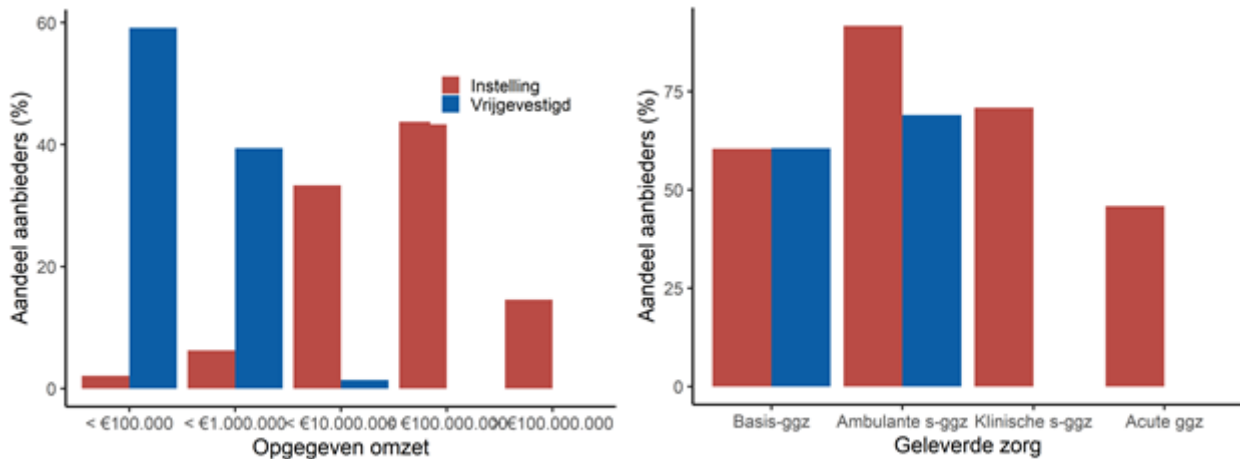 60
40
20
0
Aandeel aanbieders (%)
Instelling
Vrijgevestigd
< €100.000
< €1.000.000
< €10.000.000
€100.000.000
€100.000.000
Opgegeven omzet
75
50
25
0
Aandeel aanbieders (%)
Basis-ggz
Ambulante s-ggz
Klinische s-ggz
Acute ggz
Geleverde zorg